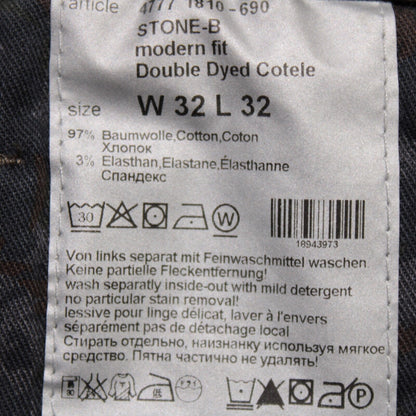 article 4777 1810-690
STONE-B
modern fit
Double Dyed Cotele
size W 32 L 32
97% Baumwolle,Cotton,Coton
Хлопок
3% Elasthan,Elastane,Élasthanne
Спандекс
30
W
18943973
Von links separat mit Feinwaschmittel waschen.
Keine partielle Fleckentfernung!
wash separatly inside-out with mild detergent
no particular stain removal!
lessive pour linge délicat, laver à l'envers
séparément pas de détachage local
Стирать отдельно, наизнанку используя мягкое
средство. Пятна частично не удалять!